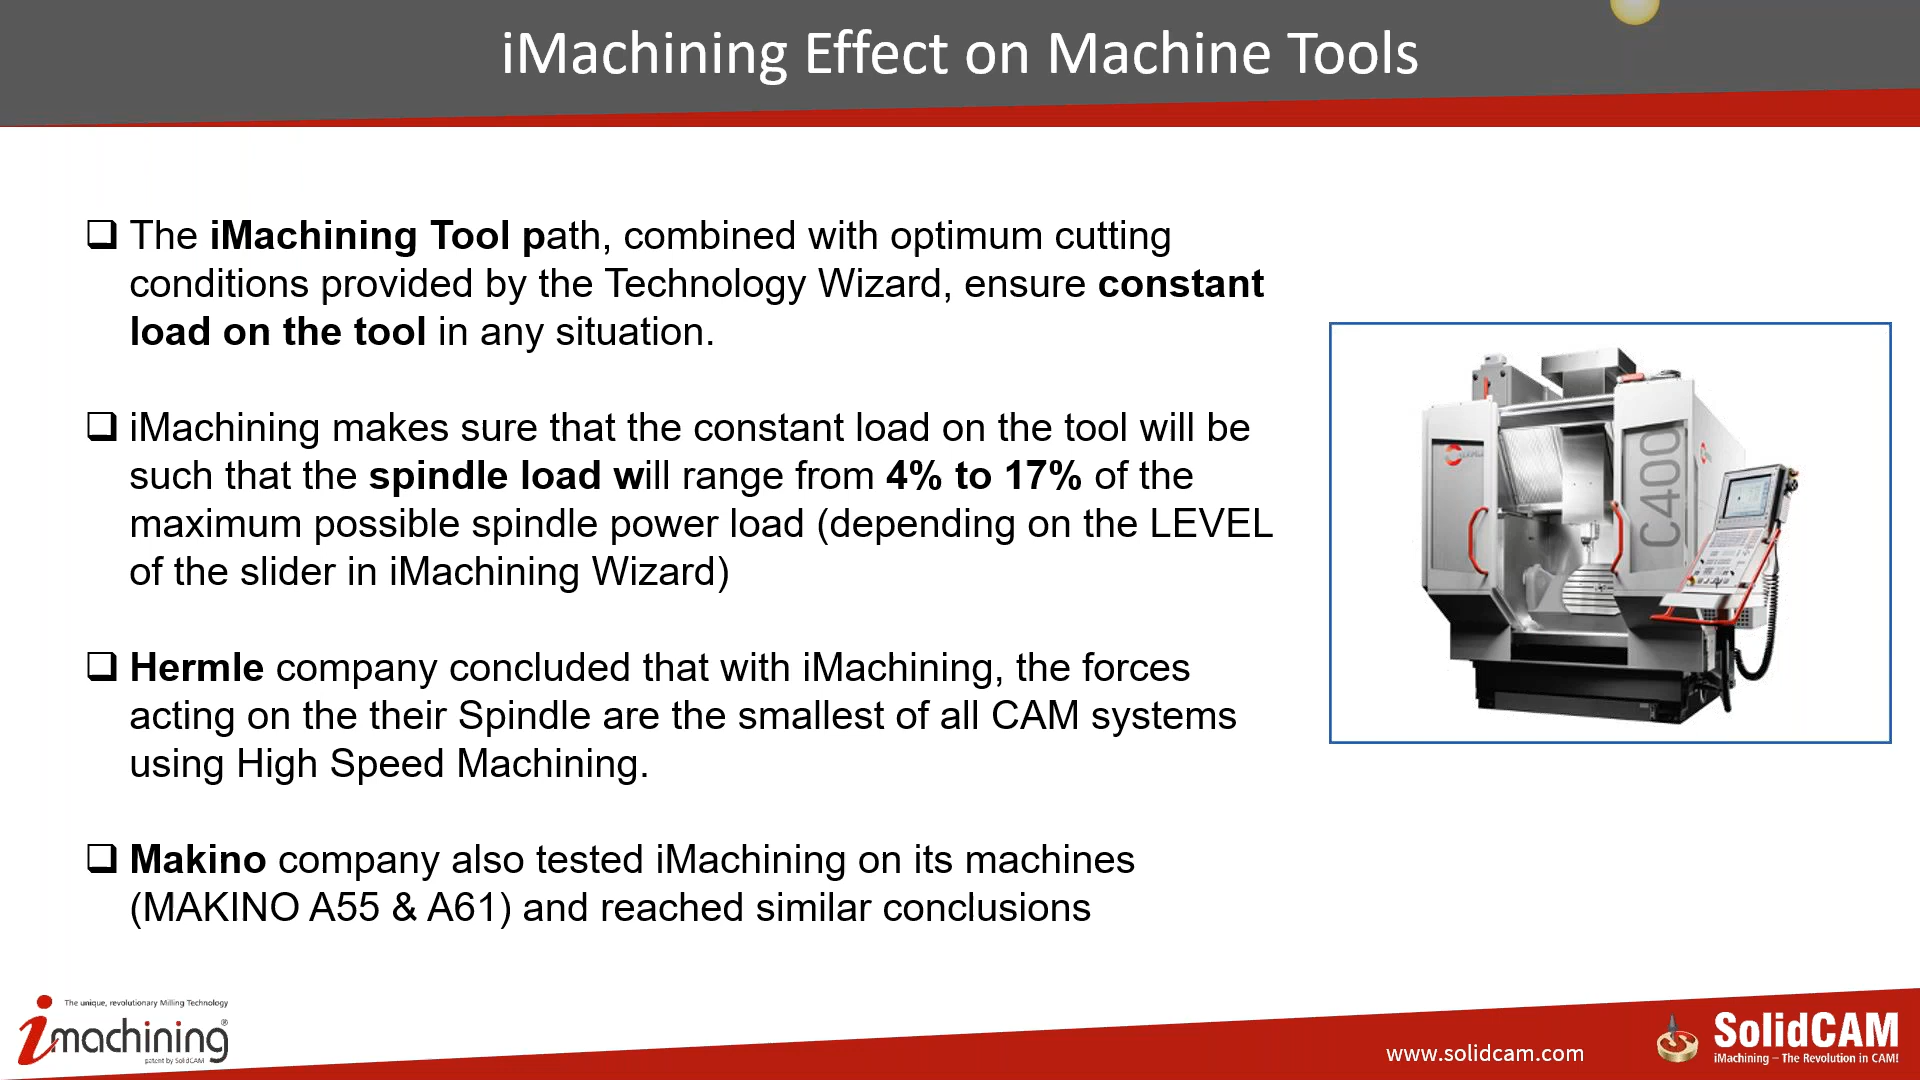 iMachining Effect on Machine Tools
The iMachining Tool path, combined with optimum cutting
conditions provided by the Technology Wizard, ensure constant
load on the tool in any situation.
iMachining makes sure that the constant load on the tool will be
such that the spindle load will range from 4% to 17% of the
maximum possible spindle power load (depending on the LEVEL
of the slider in iMachining Wizard)
Hermle company concluded that with iMachining, the forces
acting on the their Spindle are the smallest of all CAM systems
using High Speed Machining.
Makino company also tested iMachining on its machines
(MAKINO A55 & A61) and reached similar conclusions
C400
The unique, revolutionary Milling Technology
imachining®
patent by SolidCAM
www.solidcam.com
SolidCAM
iMachining – The Revolution in CAM!